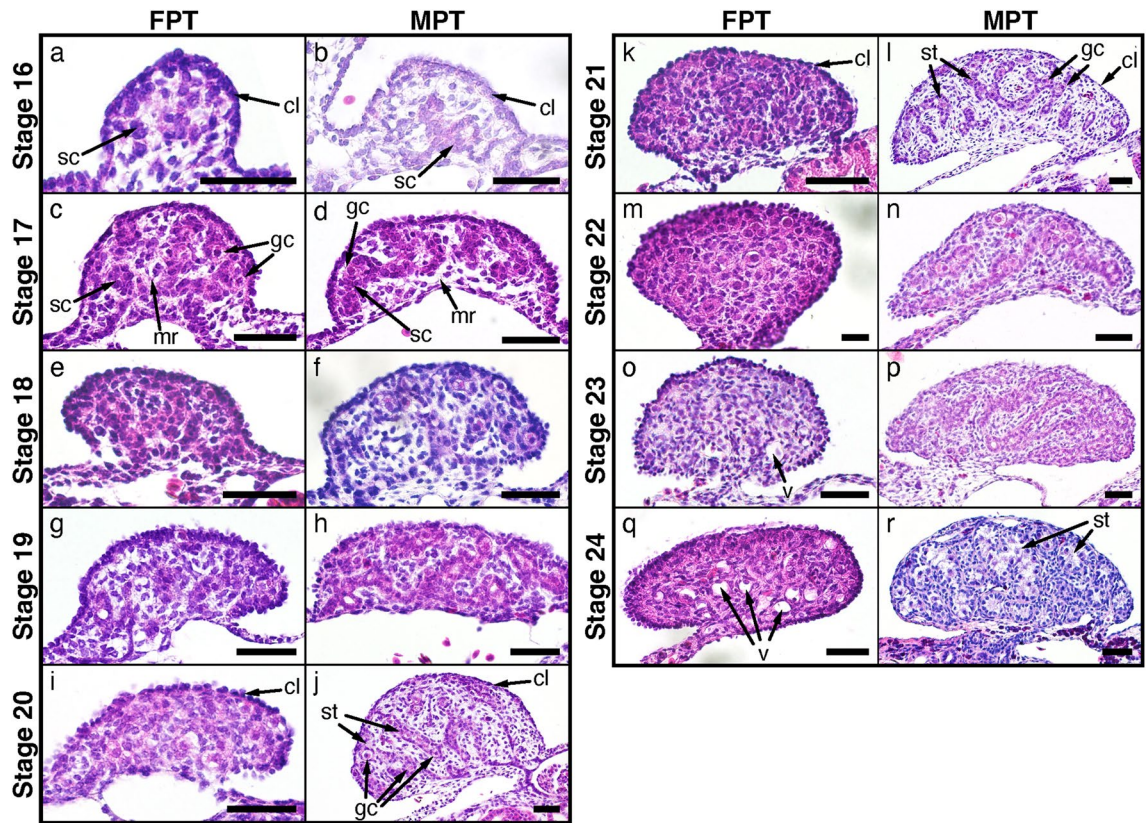 FPT MPT
Stage 16
a
cl
sc
b
cl
sc
Stage 17
c
gc
sc
mr
d
gc
sc
mr
Stage 18
e
f
Stage 19
g
h
Stage 20
i
cl
j
cl
st
gc
FPT MPT
Stage 21
k
cl
l
st gc cl
Stage 22
m
n
Stage 23
o
v
p
Stage 24
q
v
r
st